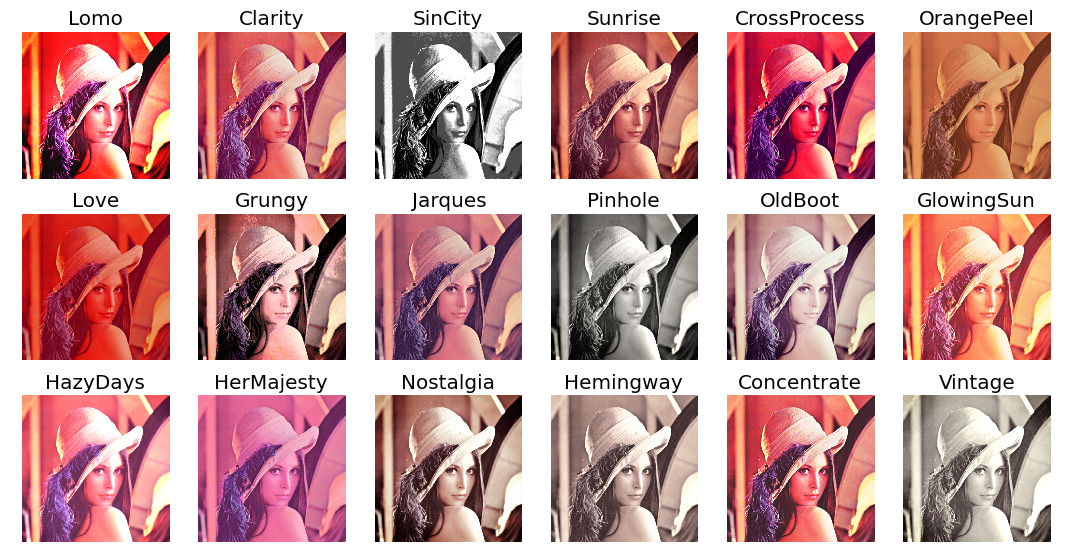 Lomo Clarity SinCity Sunrise CrossProcess OrangePeel
Love Grungy Jarques Pinhole OldBoot GlowingSun
HazyDays HerMajesty Nostalgia Hemingway Concentrate Vintage